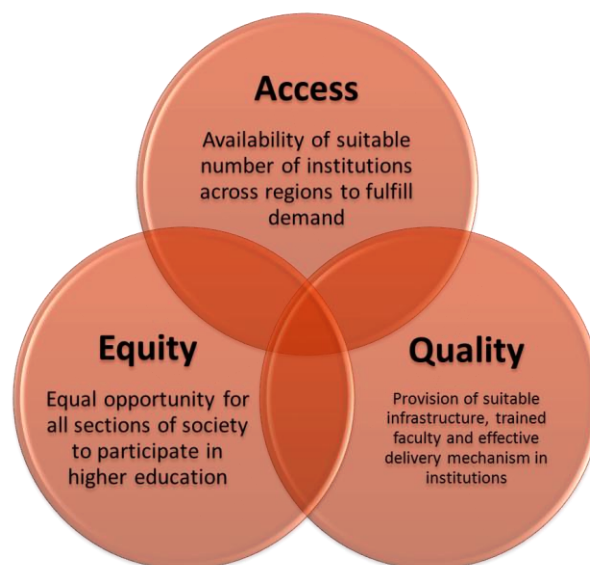 Access
Availability of suitable
number of institutions
across regions to fulfill
demand
Equity
Equal opportunity for
all sections of society
to participate in
higher education
Quality
Provision of suitable
infrastructure, trained
faculty and effective
delivery mechanism in
institutions